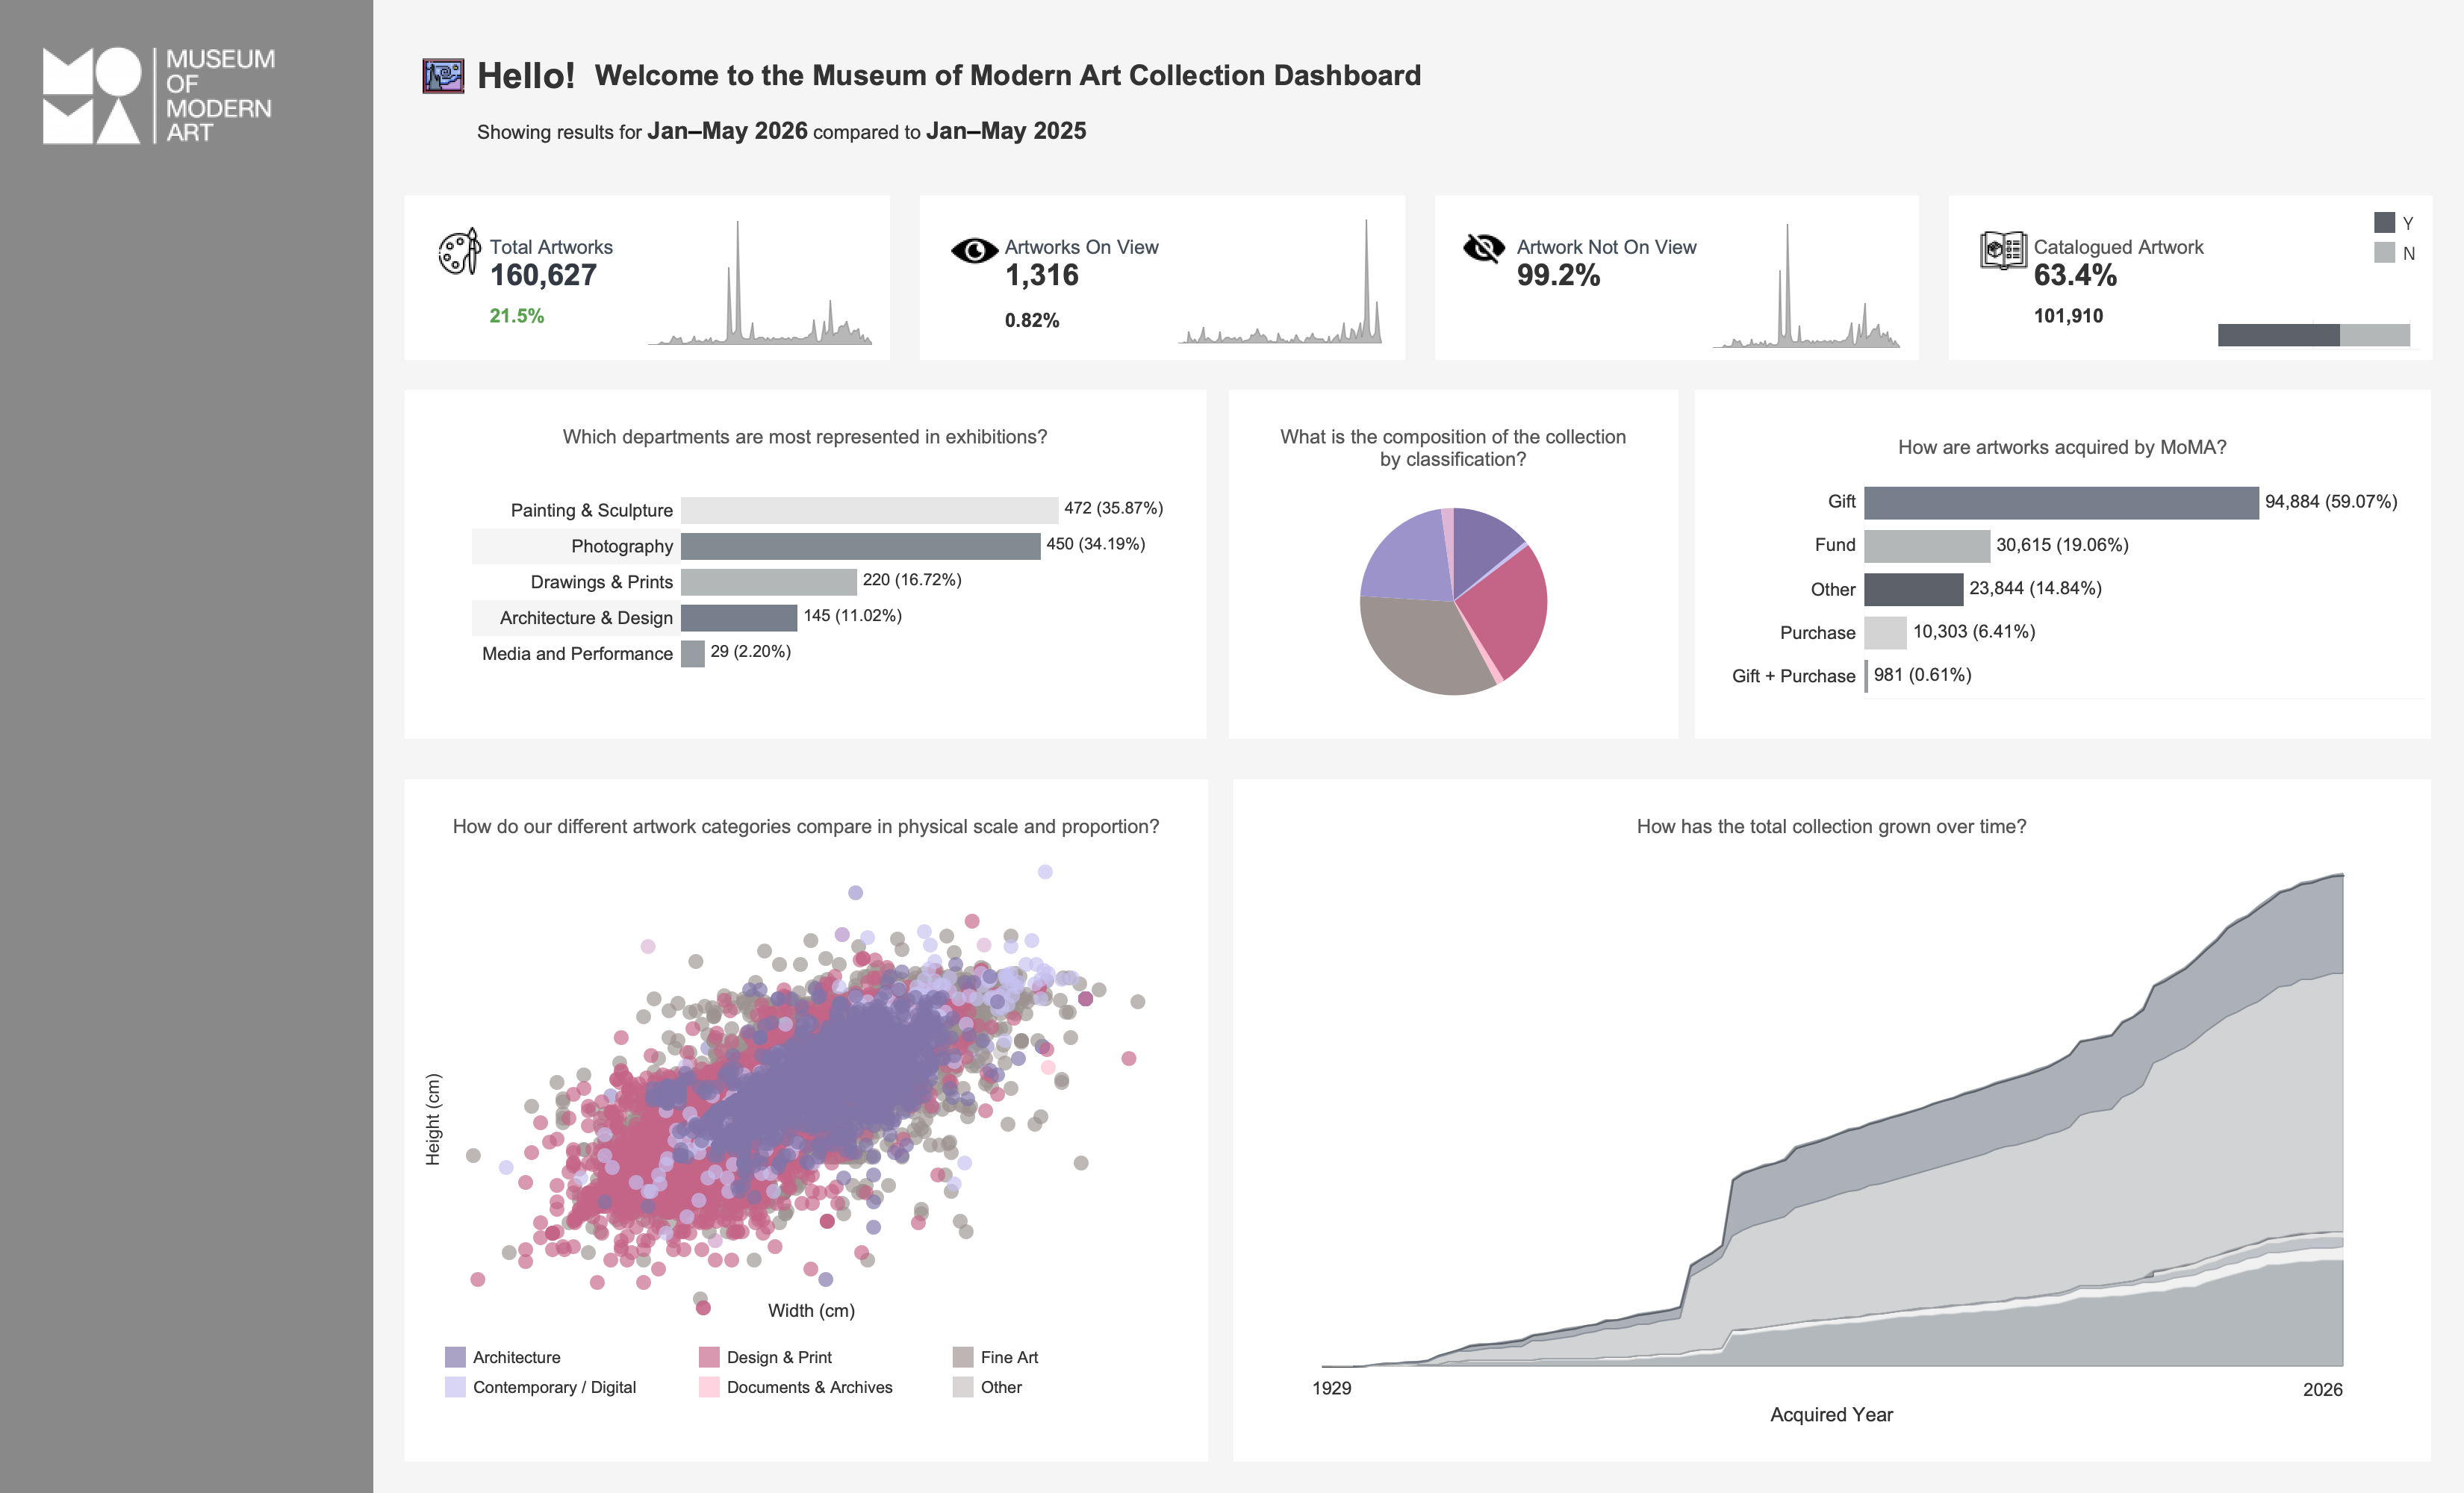 MUSEUM
OF
MODERN
ART
Hello! Welcome to the Museum of Modern Art Collection Dashboard
Showing results for Jan–May 2026 compared to Jan–May 2025
Total Artworks
160,627
21.5%
Artworks On View
1,316
0.82%
Artwork Not On View
99.2%
Catalogued Artwork
63.4%
101,910
Y
N
Which departments are most represented in exhibitions?
Painting & Sculpture 472 (35.87%)
Photography 450 (34.19%)
Drawings & Prints 220 (16.72%)
Architecture & Design 145 (11.02%)
Media and Performance 29 (2.20%)
What is the composition of the collection
by classification?
How are artworks acquired by MoMA?
Gift 94,884 (59.07%)
Fund 30,615 (19.06%)
Other 23,844 (14.84%)
Purchase 10,303 (6.41%)
Gift + Purchase 981 (0.61%)
How do our different artwork categories compare in physical scale and proportion?
Height (cm)
Width (cm)
Architecture Design & Print Fine Art
Contemporary / Digital Documents & Archives Other
How has the total collection grown over time?
1929 2026
Acquired Year